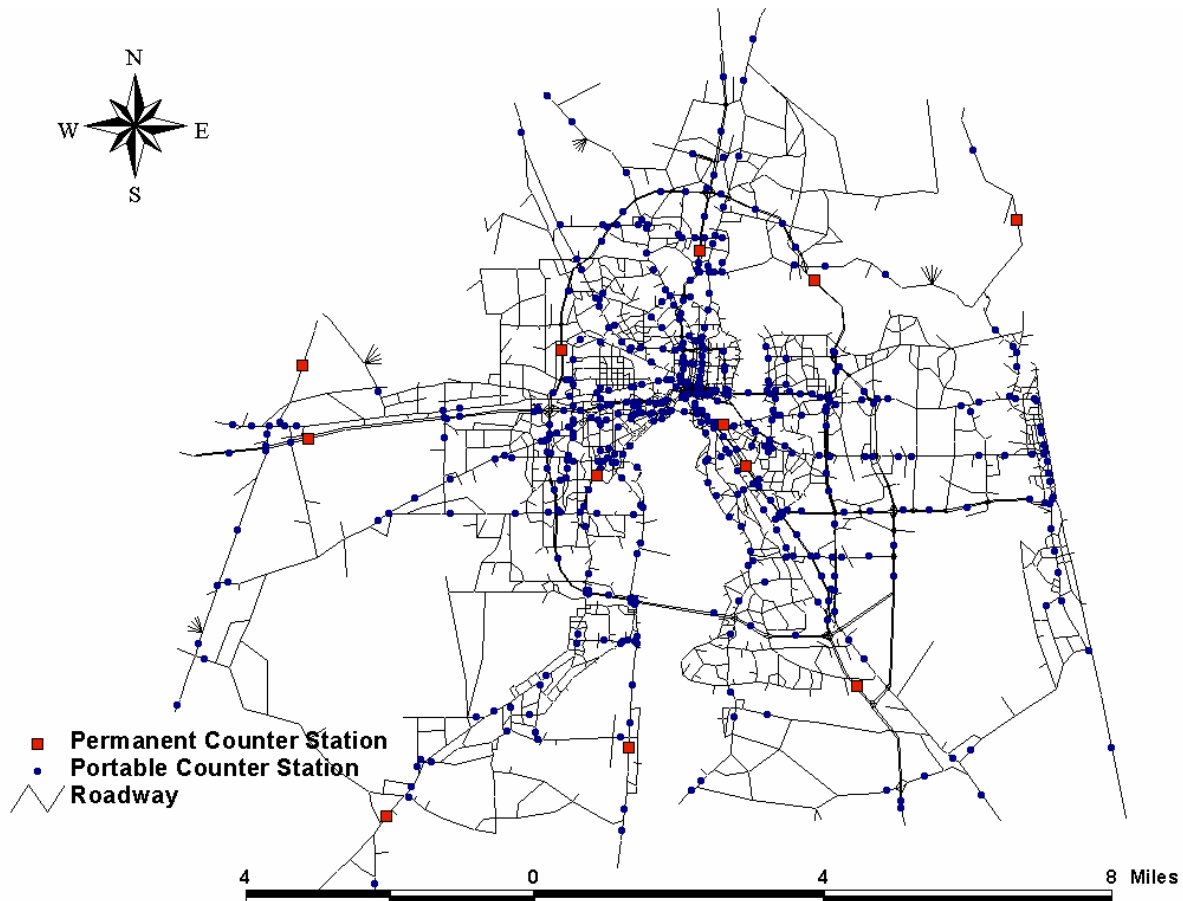 N
W E
S
Permanent Counter Station
Portable Counter Station
Roadway
4 0 4 8 Miles